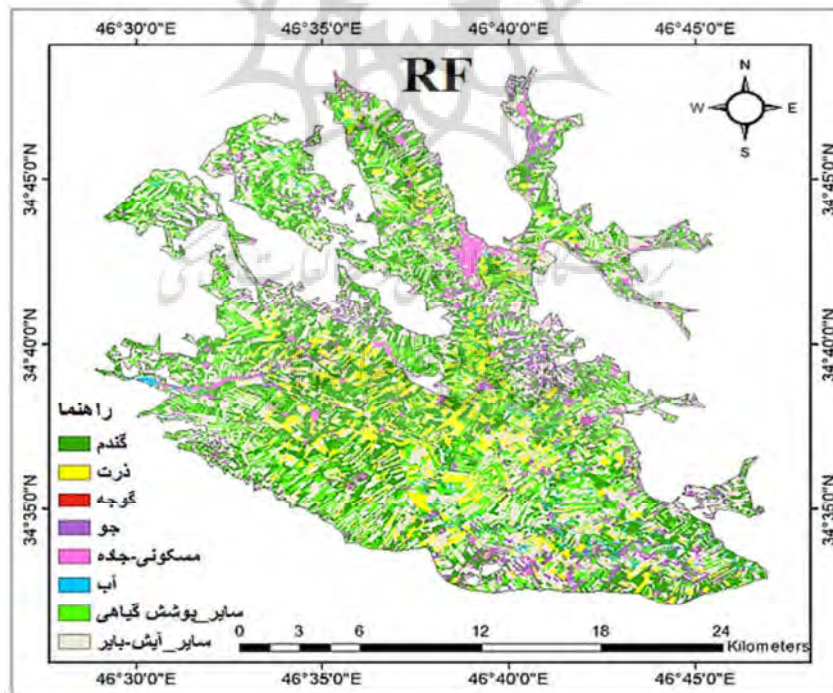 46°30'0"E 46°35'0"E 46°40'0"E 46°45'0"E
RF
N
W E
S
34°45'0"N 34°45'0"N
34°40'0"N 34°40'0"N
34°35'0"N 34°35'0"N
راهنما
گندم
ذرت
گوجه
جو
مسکونی-جاده
آب
سایر_پوشش گیاهی
سایر_آیش-بایر
0 3 6 12 18 24
Kilometers
46°30'0"E 46°35'0"E 46°40'0"E 46°45'0"E